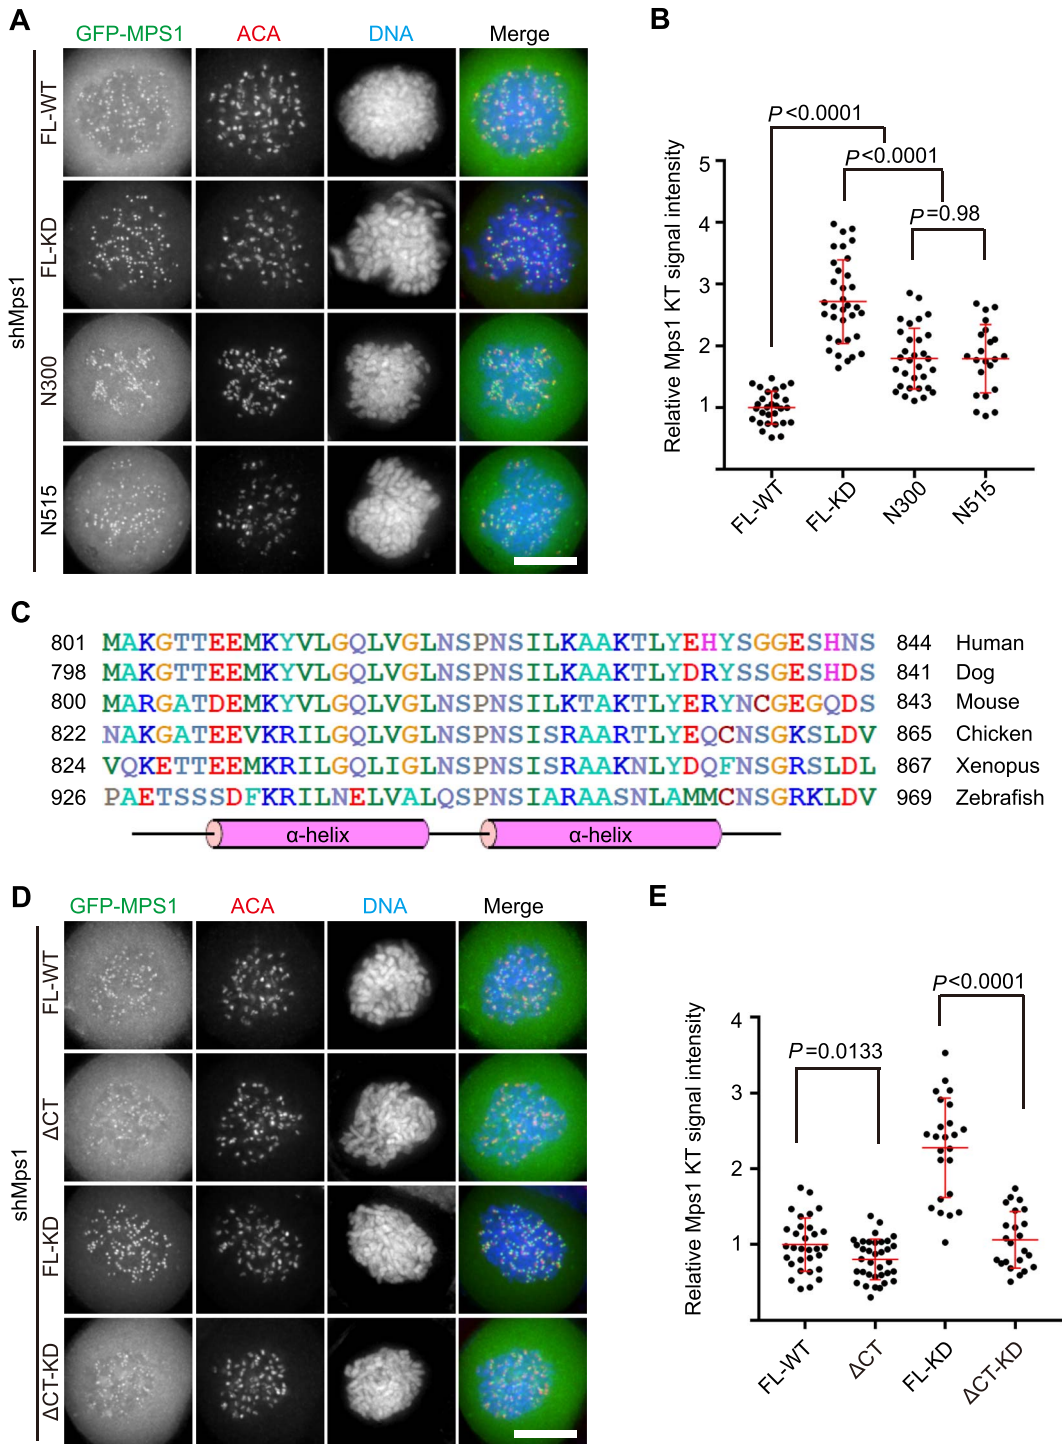 A
GFP-MPS1 ACA DNA Merge
shMps1
FL-WT
FL-KD
N300
N515
B
Relative Mps1 KT signal intensity
P<0.0001
P<0.0001
P=0.98
5
4
3
2
1
FL-WT FL-KD N300 N515
C
801 MAKGTTEEMKYVLGQLVGLNSPNSILKAAKTLYEHYSGGESHNS 844 Human
798 MAKGTTEEMKYVLGQLVGLNSPNSILKAAKTLYDRYSSGESHDS 841 Dog
800 MARGATDEMKYVLGQLVGLNSPNSILKTAKTLYERYNCGEGQDS 843 Mouse
822 NAKGATEEVKRILGQLVGLNSPNSISRAARTLYEQCNSGKSLDV 865 Chicken
824 VQKETTEEMKRILGQLIGLNSPNSISRAAKNLYDQFNSGRSLDL 867 Xenopus
926 PAETSSSDFKRILNELVALQSPNSIARAASNLAMMCNSGRKLDV 969 Zebrafish
α-helix α-helix
D
GFP-MPS1 ACA DNA Merge
shMps1
FL-WT
ΔCT
FL-KD
ΔCT-KD
E
Relative Mps1 KT signal intensity
P<0.0001
P=0.0133
4
3
2
1
FL-WT ΔCT FL-KD ΔCT-KD